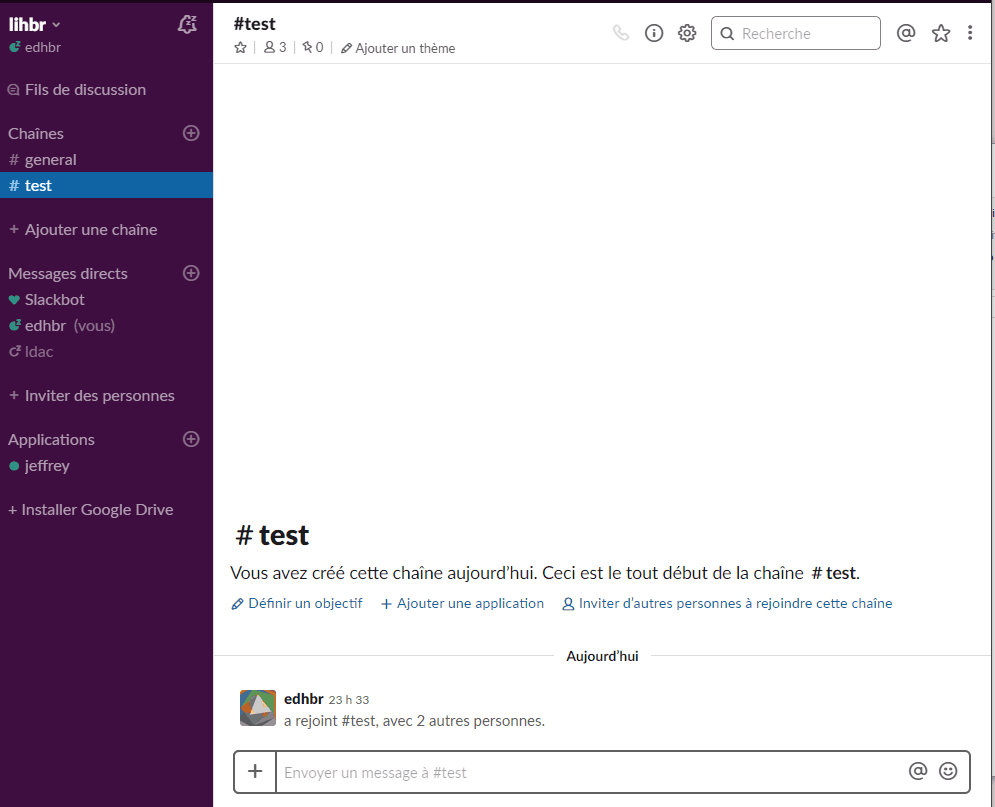 lihbr
edhbr
Fils de discussion
Chaînes
# general
# test
+ Ajouter une chaîne
Messages directs
Slackbot
edhbr (vous)
ldac
+ Inviter des personnes
Applications
jeffrey
+ Installer Google Drive
#test
3 | 0 | Ajouter un thème
Recherche
# test
Vous avez créé cette chaîne aujourd’hui. Ceci est le tout début de la chaîne # test.
Définir un objectif + Ajouter une application Inviter d’autres personnes à rejoindre cette chaîne
Aujourd’hui
edhbr 23 h 33
a rejoint #test, avec 2 autres personnes.
+ Envoyer un message à #test @